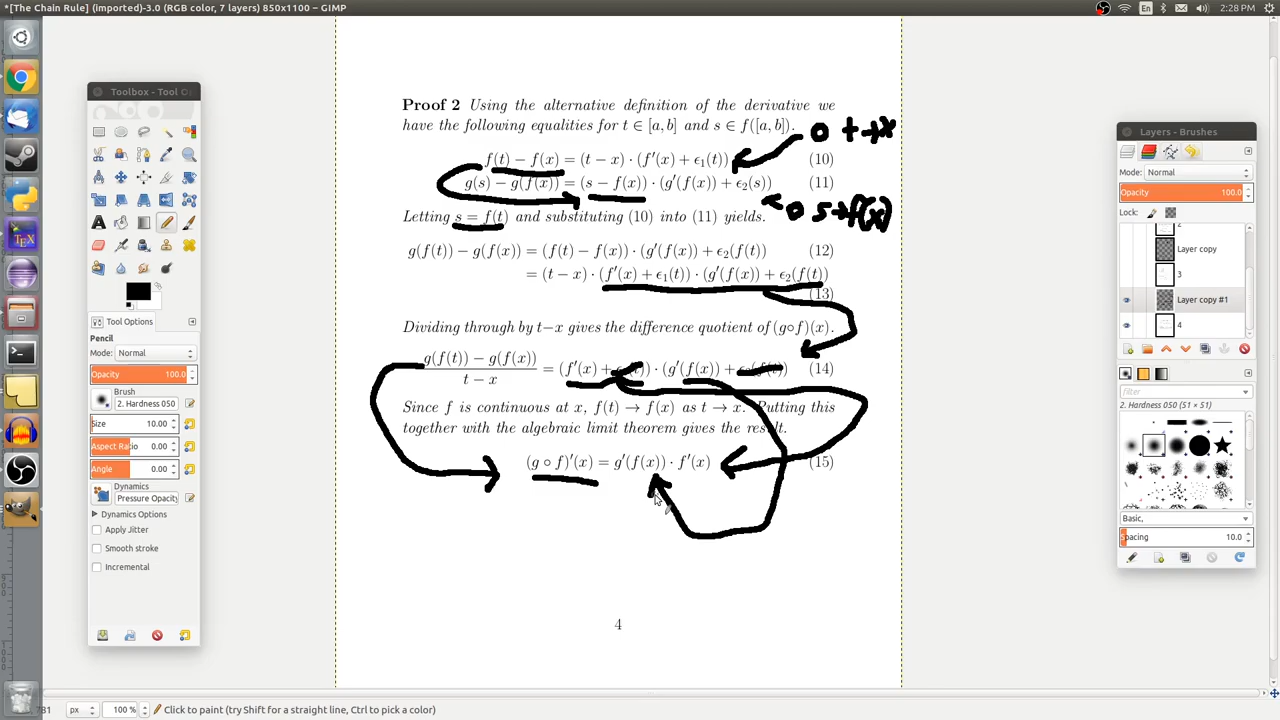 *[The Chain Rule] (imported)-3.0 (RGB color, 7 layers) 850x1100 – GIMP
En
2:28 PM
Toolbox - Tool O
Tool Options
Pencil
Mode: Normal
Opacity 100.0
Brush
2. Hardness 050
Size 10.00
Aspect Ratio 0.00
Angle 0.00
Dynamics
Pressure Opacity
Dynamics Options
Apply Jitter
Smooth stroke
Incremental
Proof 2 Using the alternative definition of the derivative we
have the following equalities for t ∈ [a, b] and s ∈ f([a, b]).
0 t→x
f(t) − f(x) = (t − x) · (f′(x) + ϵ₁(t)) (10)
g(s) − g(f(x)) = (s − f(x)) · (g′(f(x)) + ϵ₂(s)) (11)
0 s→f(x)
Letting s = f(t) and substituting (10) into (11) yields.
g(f(t)) − g(f(x)) = (f(t) − f(x)) · (g′(f(x)) + ϵ₂(f(t)) (12)
= (t − x) · (f′(x) + ϵ₁(t)) · (g′(f(x)) + ϵ₂(f(t))
(13)
Dividing through by t−x gives the difference quotient of (g∘f)(x).
g(f(t)) − g(f(x))
t − x
= (f′(x) + ϵ₁(t)) · (g′(f(x)) + ϵ₂(f(t)) (14)
Since f is continuous at x, f(t) → f(x) as t → x. Putting this
together with the algebraic limit theorem gives the result.
(g ∘ f)′(x) = g′(f(x)) · f′(x) (15)
4
Layers - Brushes
Mode: Normal
Opacity 100.0
Lock:
2
Layer copy
3
Layer copy #1
4
filter
2. Hardness 050 (51 × 51)
Basic,
Spacing 10.0
px
100 %
Click to paint (try Shift for a straight line, Ctrl to pick a color)